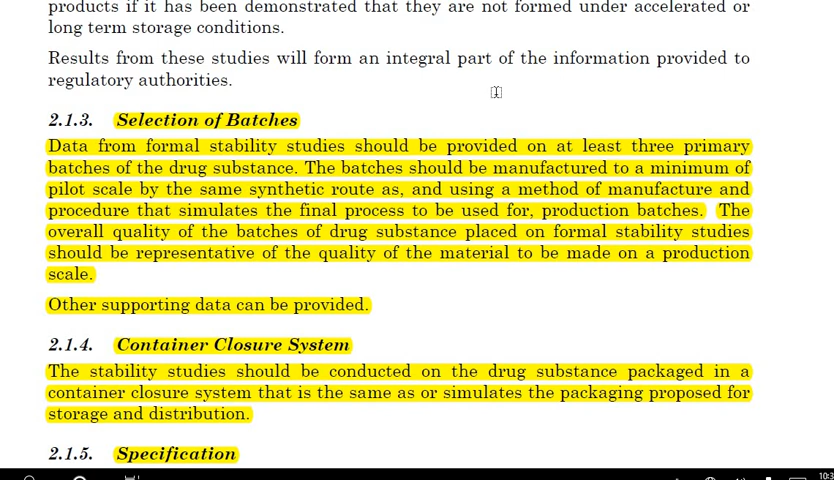 products if it has been demonstrated that they are not formed under accelerated or
long term storage conditions.
Results from these studies will form an integral part of the information provided to
regulatory authorities.
2.1.3. Selection of Batches
Data from formal stability studies should be provided on at least three primary
batches of the drug substance. The batches should be manufactured to a minimum of
pilot scale by the same synthetic route as, and using a method of manufacture and
procedure that simulates the final process to be used for, production batches. The
overall quality of the batches of drug substance placed on formal stability studies
should be representative of the quality of the material to be made on a production
scale.
Other supporting data can be provided.
2.1.4. Container Closure System
The stability studies should be conducted on the drug substance packaged in a
container closure system that is the same as or simulates the packaging proposed for
storage and distribution.
2.1.5. Specification